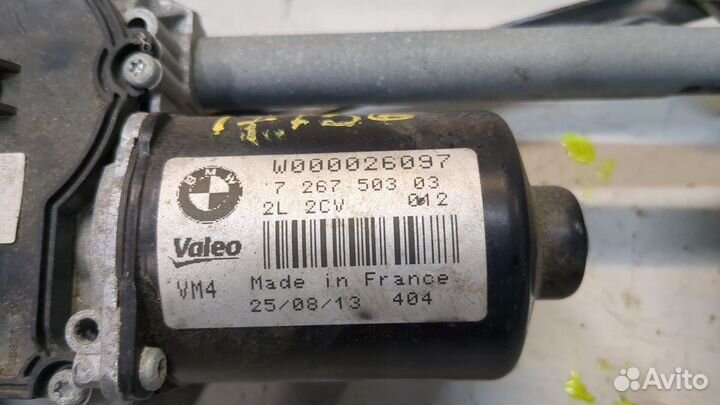 W000026097
BMW
7 267 503 03
2L 2CV 012
Valeo
VM4
Made in France
25/08/13 404
Avito